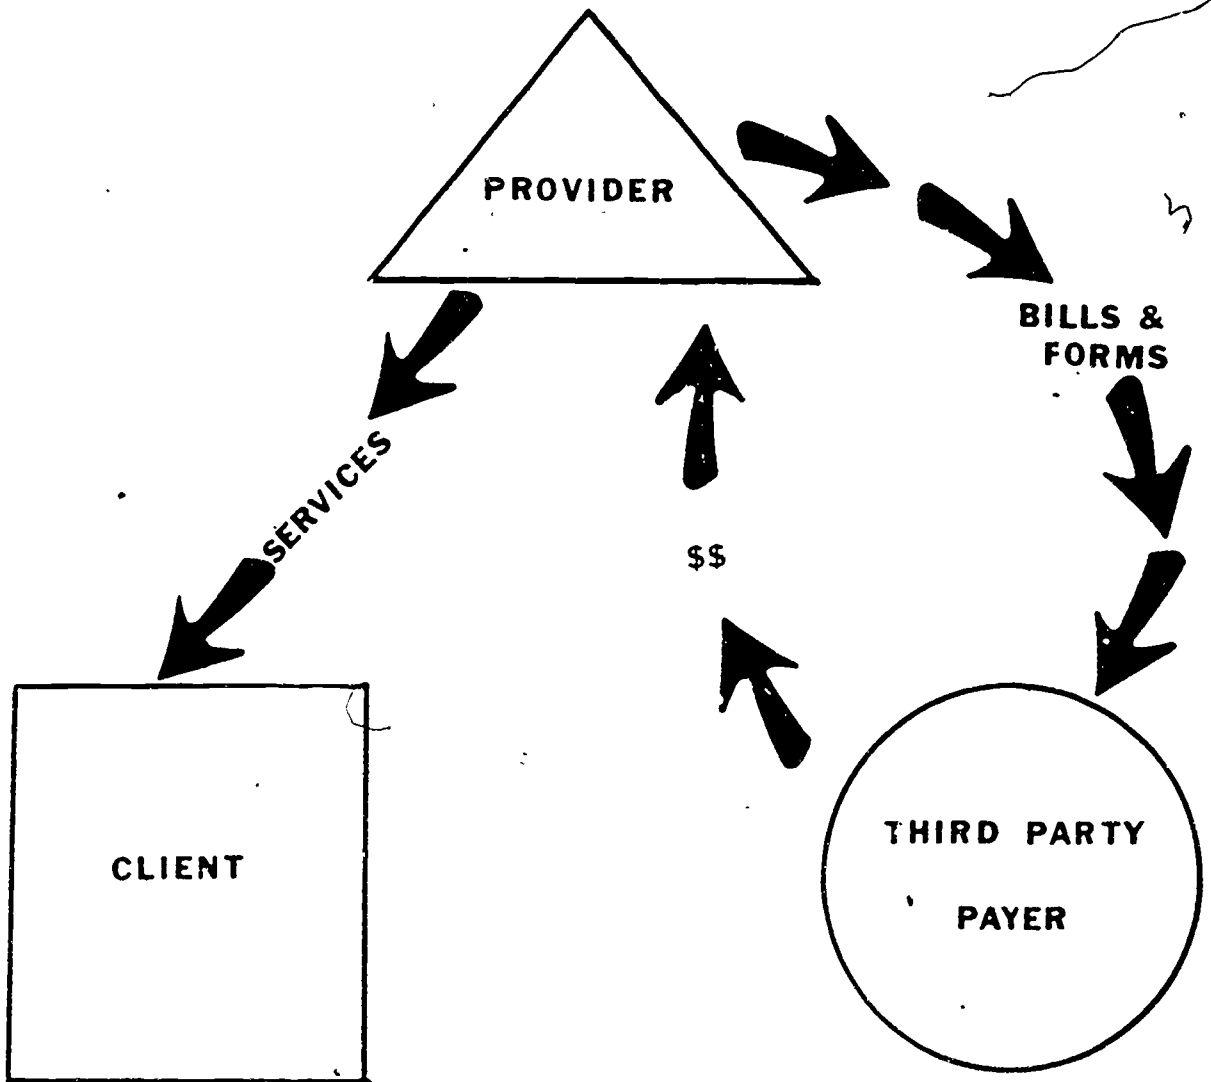 PROVIDER
BILLS &
FORMS
SERVICES
$$
CLIENT
THIRD PARTY
PAYER